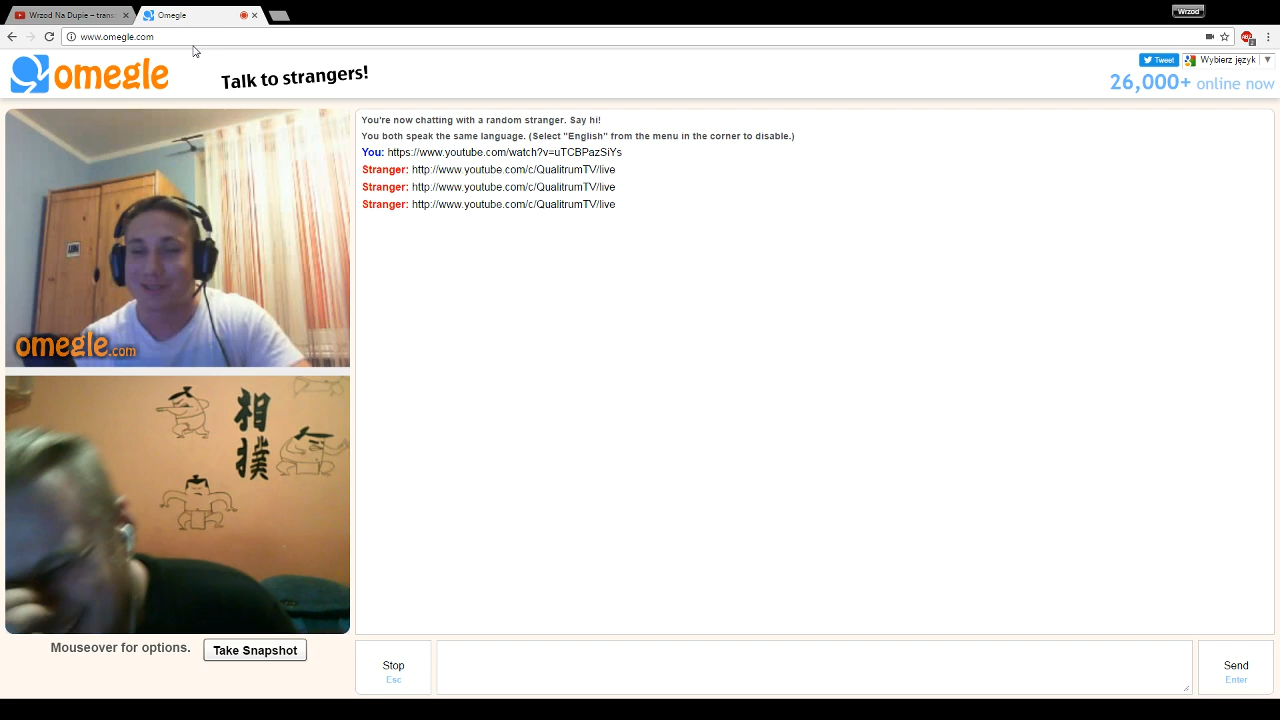 Wrzod Na Dupie – trans
Omegle
Wrzod
www.omegle.com
omegle
Talk to strangers!
Tweet
Wybierz język
26,000+ online now
You're now chatting with a random stranger. Say hi!
You both speak the same language. (Select "English" from the menu in the corner to disable.)
You: https://www.youtube.com/watch?v=uTCBPazSiYs
Stranger: http://www.youtube.com/c/QualitrumTV/live
Stranger: http://www.youtube.com/c/QualitrumTV/live
Stranger: http://www.youtube.com/c/QualitrumTV/live
omegle.com
相
撲
Mouseover for options.
Take Snapshot
Stop
Esc
Send
Enter